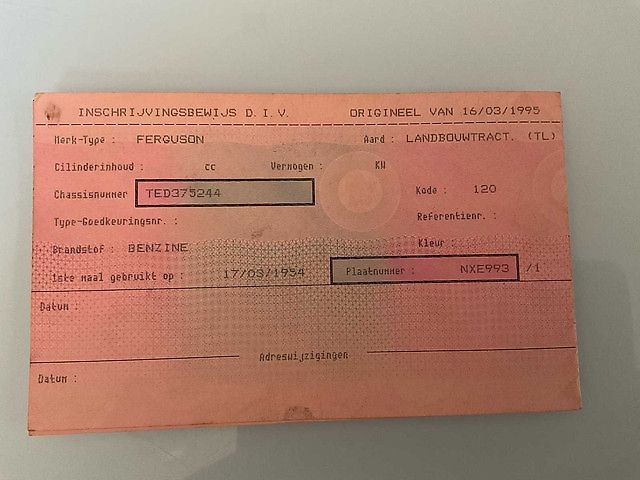 INSCHRIJVINGSBEWIJS D.I.V. ORIGINEEL VAN 16/03/1995
Merk-Type : FERGUSON Aard : LANDBOUWTRACT. (TL)
Cilinderinhoud : cc Vermogen : KW
Chassisnummer TED375244 Kode : 120
Type-Goedkeuringsnr. : Referentienr. :
Brandstof : BENZINE Kleur :
1ste maal gebruikt op : 17/03/1954 Plaatnummer : NXE993 /1
Datum :
Adreswijzigingen
Datum :